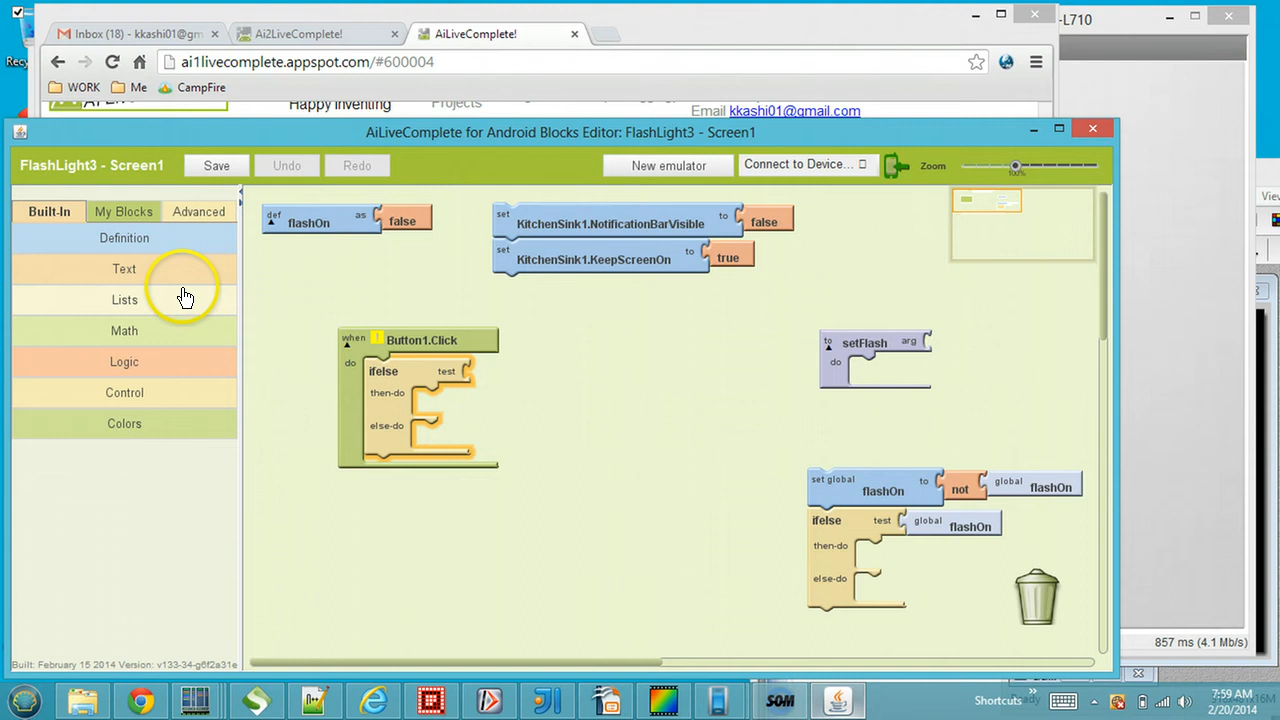 -L710
Inbox (18) - kkashi01@gm
Ai2LiveComplete!
AiLiveComplete!
ai1livecomplete.appspot.com/#600004
WORK
Me
CampFire
Happy Inventing
Projects
Email kkashi01@gmail.com
AiLiveComplete for Android Blocks Editor: FlashLight3 - Screen1
FlashLight3 - Screen1
Save
Undo
Redo
New emulator
Connect to Device...
Zoom
100%
Built-In
My Blocks
Advanced
Definition
Text
Lists
Math
Logic
Control
Colors
def flashOn as false
set KitchenSink1.NotificationBarVisible to false
set KitchenSink1.KeepScreenOn to true
when Button1.Click
do
ifelse test
then-do
else-do
to setFlash arg
do
set global flashOn to not global flashOn
ifelse test global flashOn
then-do
else-do
Built: February 15 2014 Version: v133-34-g6f2a31e
857 ms (4.1 Mb/s)
View
SOM
Shortcuts
Ready
7:59 AM
2/20/2014